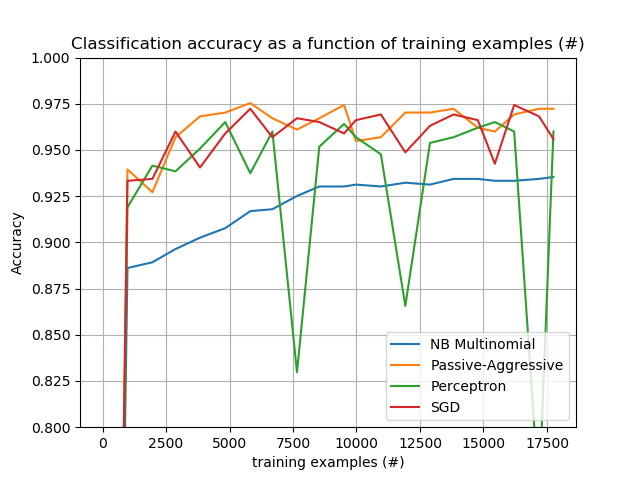 Classification accuracy as a function of training examples (#)
1.000
0.975
0.950
0.925
0.900
0.875
0.850
0.825
0.800
Accuracy
NB Multinomial
Passive-Aggressive
Perceptron
SGD
0 2500 5000 7500 10000 12500 15000 17500
training examples (#)